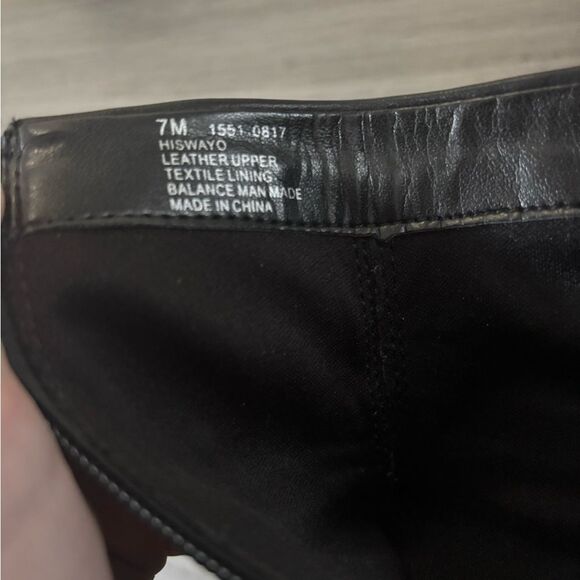 7M 1551 0817
HISWAYO
LEATHER UPPER
TEXTILE LINING
BALANCE MAN MADE
MADE IN CHINA